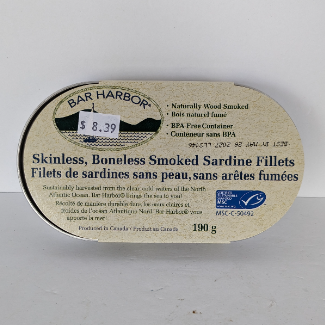 BAR HARBOR
$ 8.39
• Naturally Wood Smoked
• Bois naturel fumé
• BPA Free Container
• Conteneur sans BPA
Skinless, Boneless Smoked Sardine Fillets
Filets de sardines sans peau, sans arêtes fumées
Sustainably harvested from the clear cold waters of the North
Atlantic Ocean. Bar Harbor® brings the sea to you!
Récolté de manière durable dans les eaux claires et
froides de l'océan Atlantique Nord. Bar Harbor® vous
apporte la mer!
MSC-C-50492
Produced in Canada • Produit au Canada
190 g